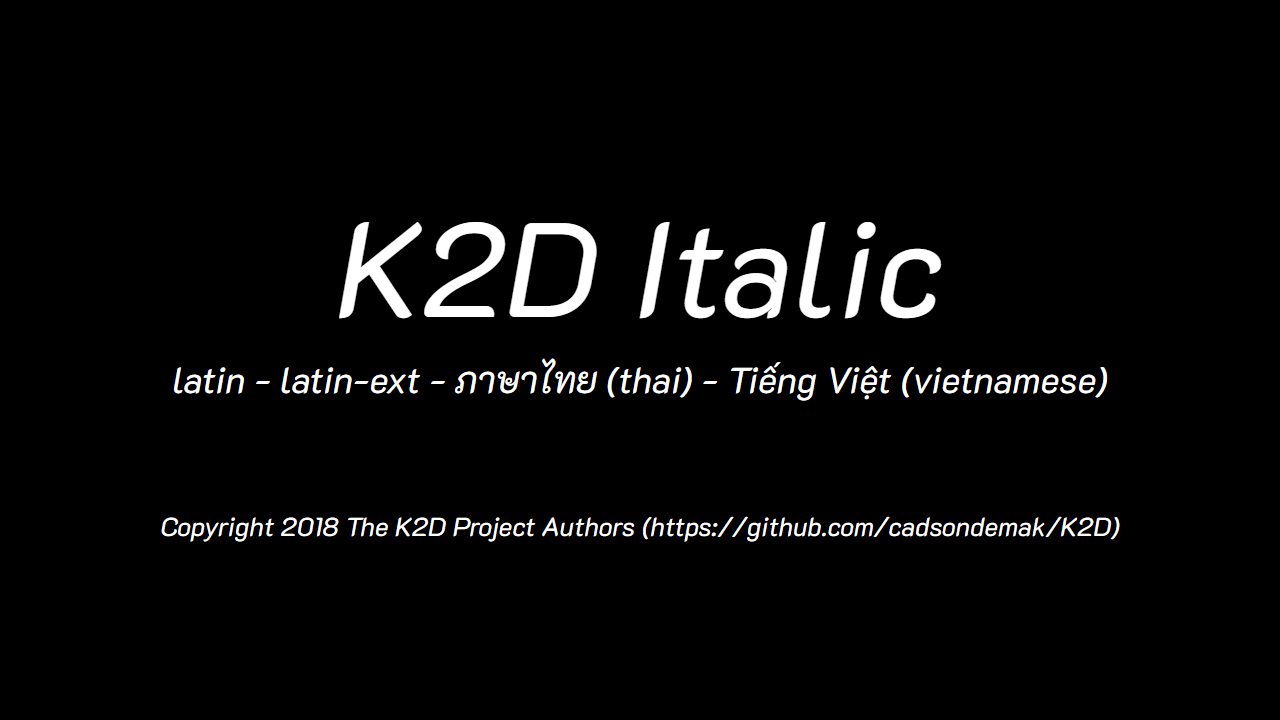 K2D Italic
latin - latin-ext - ภาษาไทย (thai) - Tiếng Việt (vietnamese)
Copyright 2018 The K2D Project Authors (https://github.com/cadsondemak/K2D)